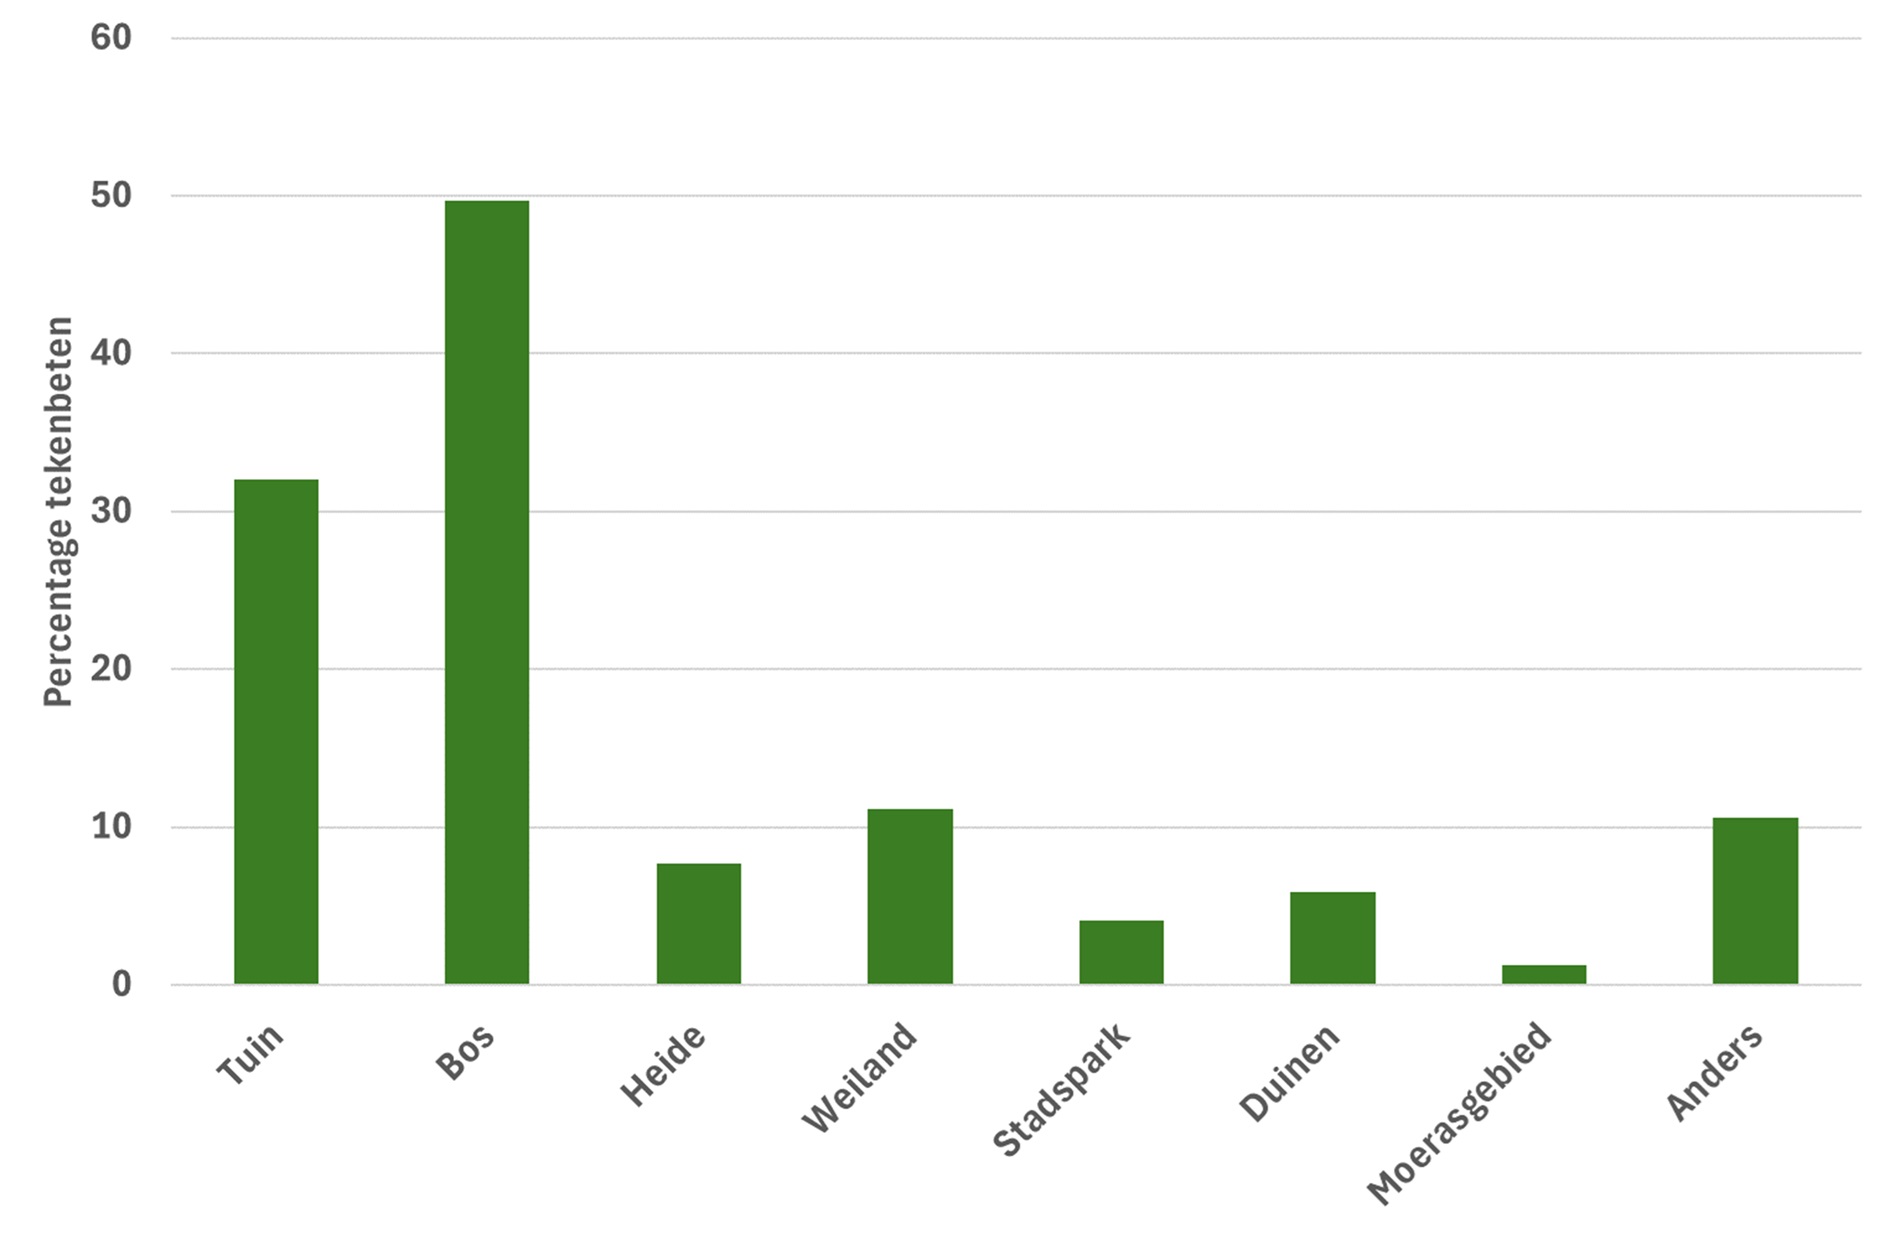 60
50
40
30
20
10
0
Percentage tekenbeten
Tuin
Bos
Heide
Weiland
Stadspark
Duinen
Moerasgebied
Anders